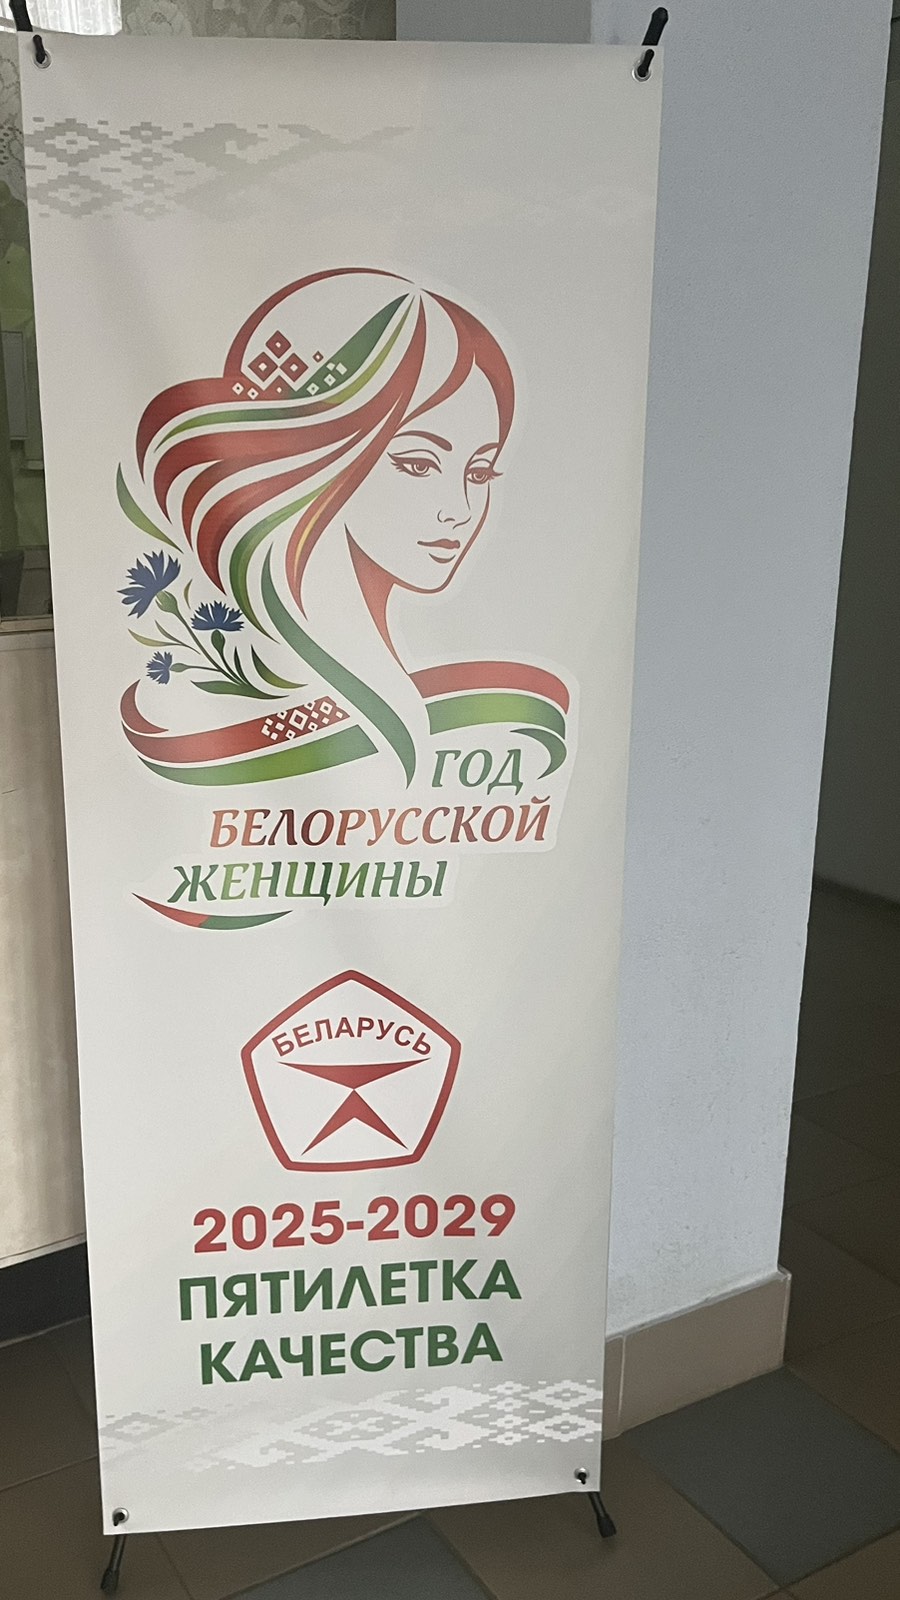 ГОД
БЕЛОРУССКОЙ
ЖЕНЩИНЫ
БЕЛАРУСЬ
2025-2029
ПЯТИЛЕТКА
КАЧЕСТВА